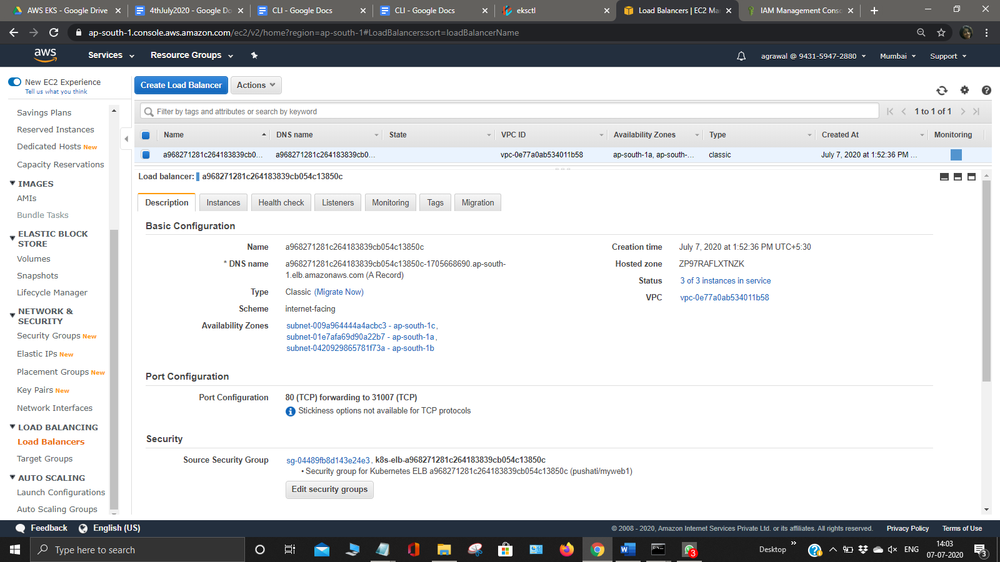 AWS EKS - Google Drive
4thJuly2020 - Google Do
CLI - Google Docs
CLI - Google Docs
eksctl
Load Balancers | EC2 Ma
IAM Management Conso
ap-south-1.console.aws.amazon.com/ec2/v2/home?region=ap-south-1#LoadBalancers:sort=loadBalancerName
aws
Services
Resource Groups
agrawal @ 9431-5947-2880
Mumbai
Support
New EC2 Experience
Tell us what you think
Savings Plans
Reserved Instances
Dedicated Hosts New
Capacity Reservations
IMAGES
AMIs
Bundle Tasks
ELASTIC BLOCK
STORE
Volumes
Snapshots
Lifecycle Manager
NETWORK &
SECURITY
Security Groups New
Elastic IPs New
Placement Groups New
Key Pairs New
Network Interfaces
LOAD BALANCING
Load Balancers
Target Groups
AUTO SCALING
Launch Configurations
Auto Scaling Groups
Create Load Balancer
Actions
Filter by tags and attributes or search by keyword
1 to 1 of 1
Name DNS name State VPC ID Availability Zones Type Created At Monitoring
a968271281c264183839cb0... a968271281c264183839cb0... vpc-0e77a0ab534011b58 ap-south-1a, ap-south-... classic July 7, 2020 at 1:52:36 PM ...
Load balancer: a968271281c264183839cb054c13850c
Description Instances Health check Listeners Monitoring Tags Migration
Basic Configuration
Name a968271281c264183839cb054c13850c
* DNS name a968271281c264183839cb054c13850c-1705668690.ap-south-
1.elb.amazonaws.com (A Record)
Type Classic (Migrate Now)
Scheme internet-facing
Availability Zones subnet-009a964444a4acbc3 - ap-south-1c,
subnet-01e7afa69d90a22b7 - ap-south-1a,
subnet-0420929865781f73a - ap-south-1b
Creation time July 7, 2020 at 1:52:36 PM UTC+5:30
Hosted zone ZP97RAFLXTNZK
Status 3 of 3 instances in service
VPC vpc-0e77a0ab534011b58
Port Configuration
Port Configuration 80 (TCP) forwarding to 31007 (TCP)
Stickiness options not available for TCP protocols
Security
Source Security Group sg-04489fb8d143e24e3, k8s-elb-a968271281c264183839cb054c13850c
• Security group for Kubernetes ELB a968271281c264183839cb054c13850c (pushati/myweb1)
Edit security groups
Feedback
English (US)
© 2008 - 2020, Amazon Internet Services Private Ltd. or its affiliates. All rights reserved.
Privacy Policy
Terms of Use
Type here to search
3
Desktop
ENG
14:03
07-07-2020
3